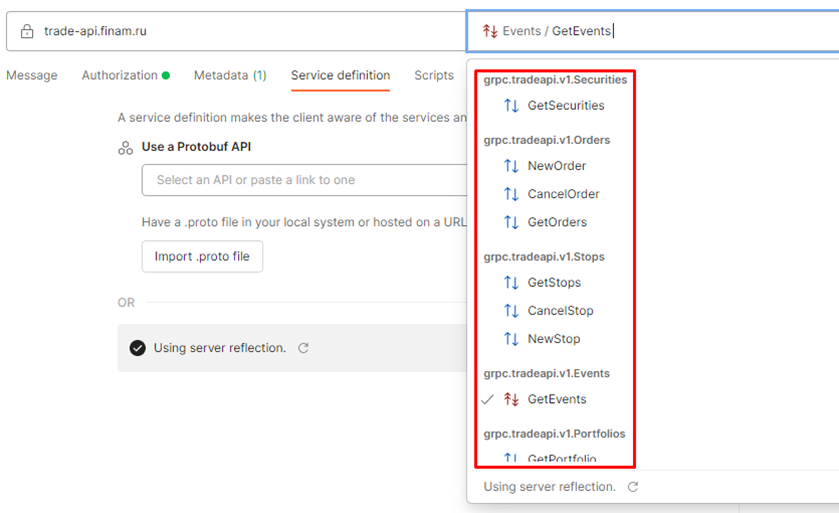 trade-api.finam.ru
Events / GetEvents
Message Authorization Metadata (1) Service definition Scripts
A service definition makes the client aware of the services an
Use a Protobuf API
Select an API or paste a link to one
Have a .proto file in your local system or hosted on a URL
Import .proto file
OR
Using server reflection.
grpc.tradeapi.v1.Securities
GetSecurities
grpc.tradeapi.v1.Orders
NewOrder
CancelOrder
GetOrders
grpc.tradeapi.v1.Stops
GetStops
CancelStop
NewStop
grpc.tradeapi.v1.Events
GetEvents
grpc.tradeapi.v1.Portfolios
GetPortfolio
Using server reflection.